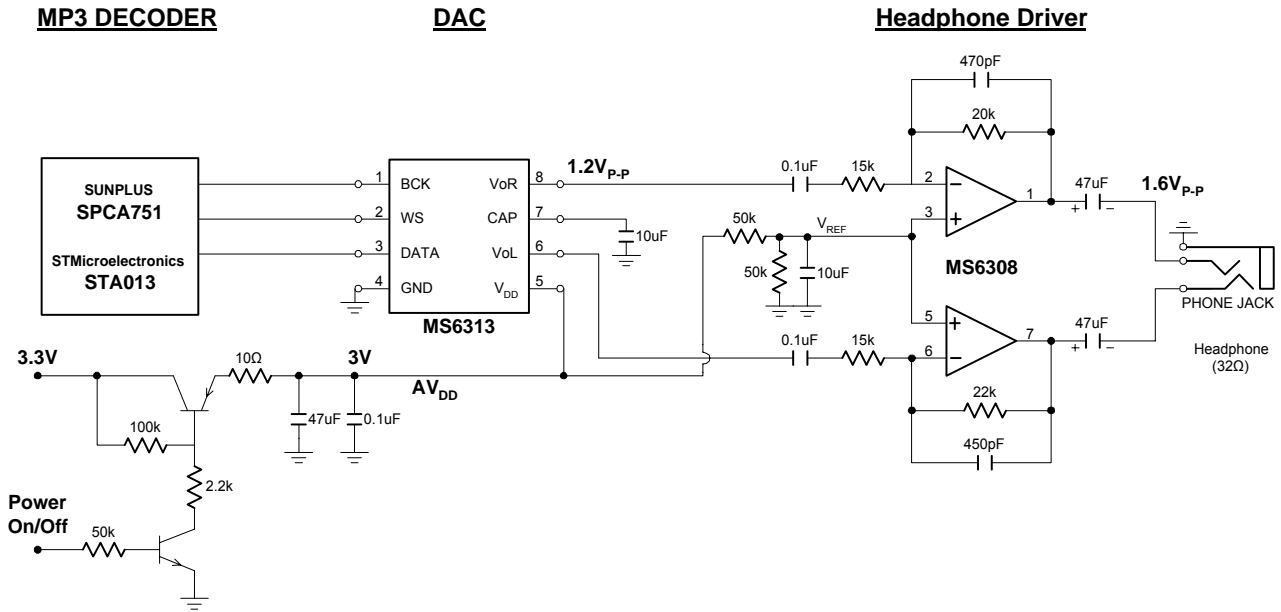 MP3 DECODER
DAC
Headphone Driver
470pF
20k
SUNPLUS
SPCA751
STMicroelectronics
STA013
1 BCK VoR 8
2 WS CAP 7
3 DATA VoL 6
4 GND VDD 5
MS6313
1.2VP-P
10uF
0.1uF
15k
2
3
1
47uF
1.6VP-P
50k
VREF
50k
10uF
MS6308
PHONE JACK
0.1uF
15k
5
6
7
47uF
Headphone
(32Ω)
22k
450pF
3.3V
10Ω
3V
AVDD
47uF
0.1uF
100k
2.2k
Power
On/Off
50k